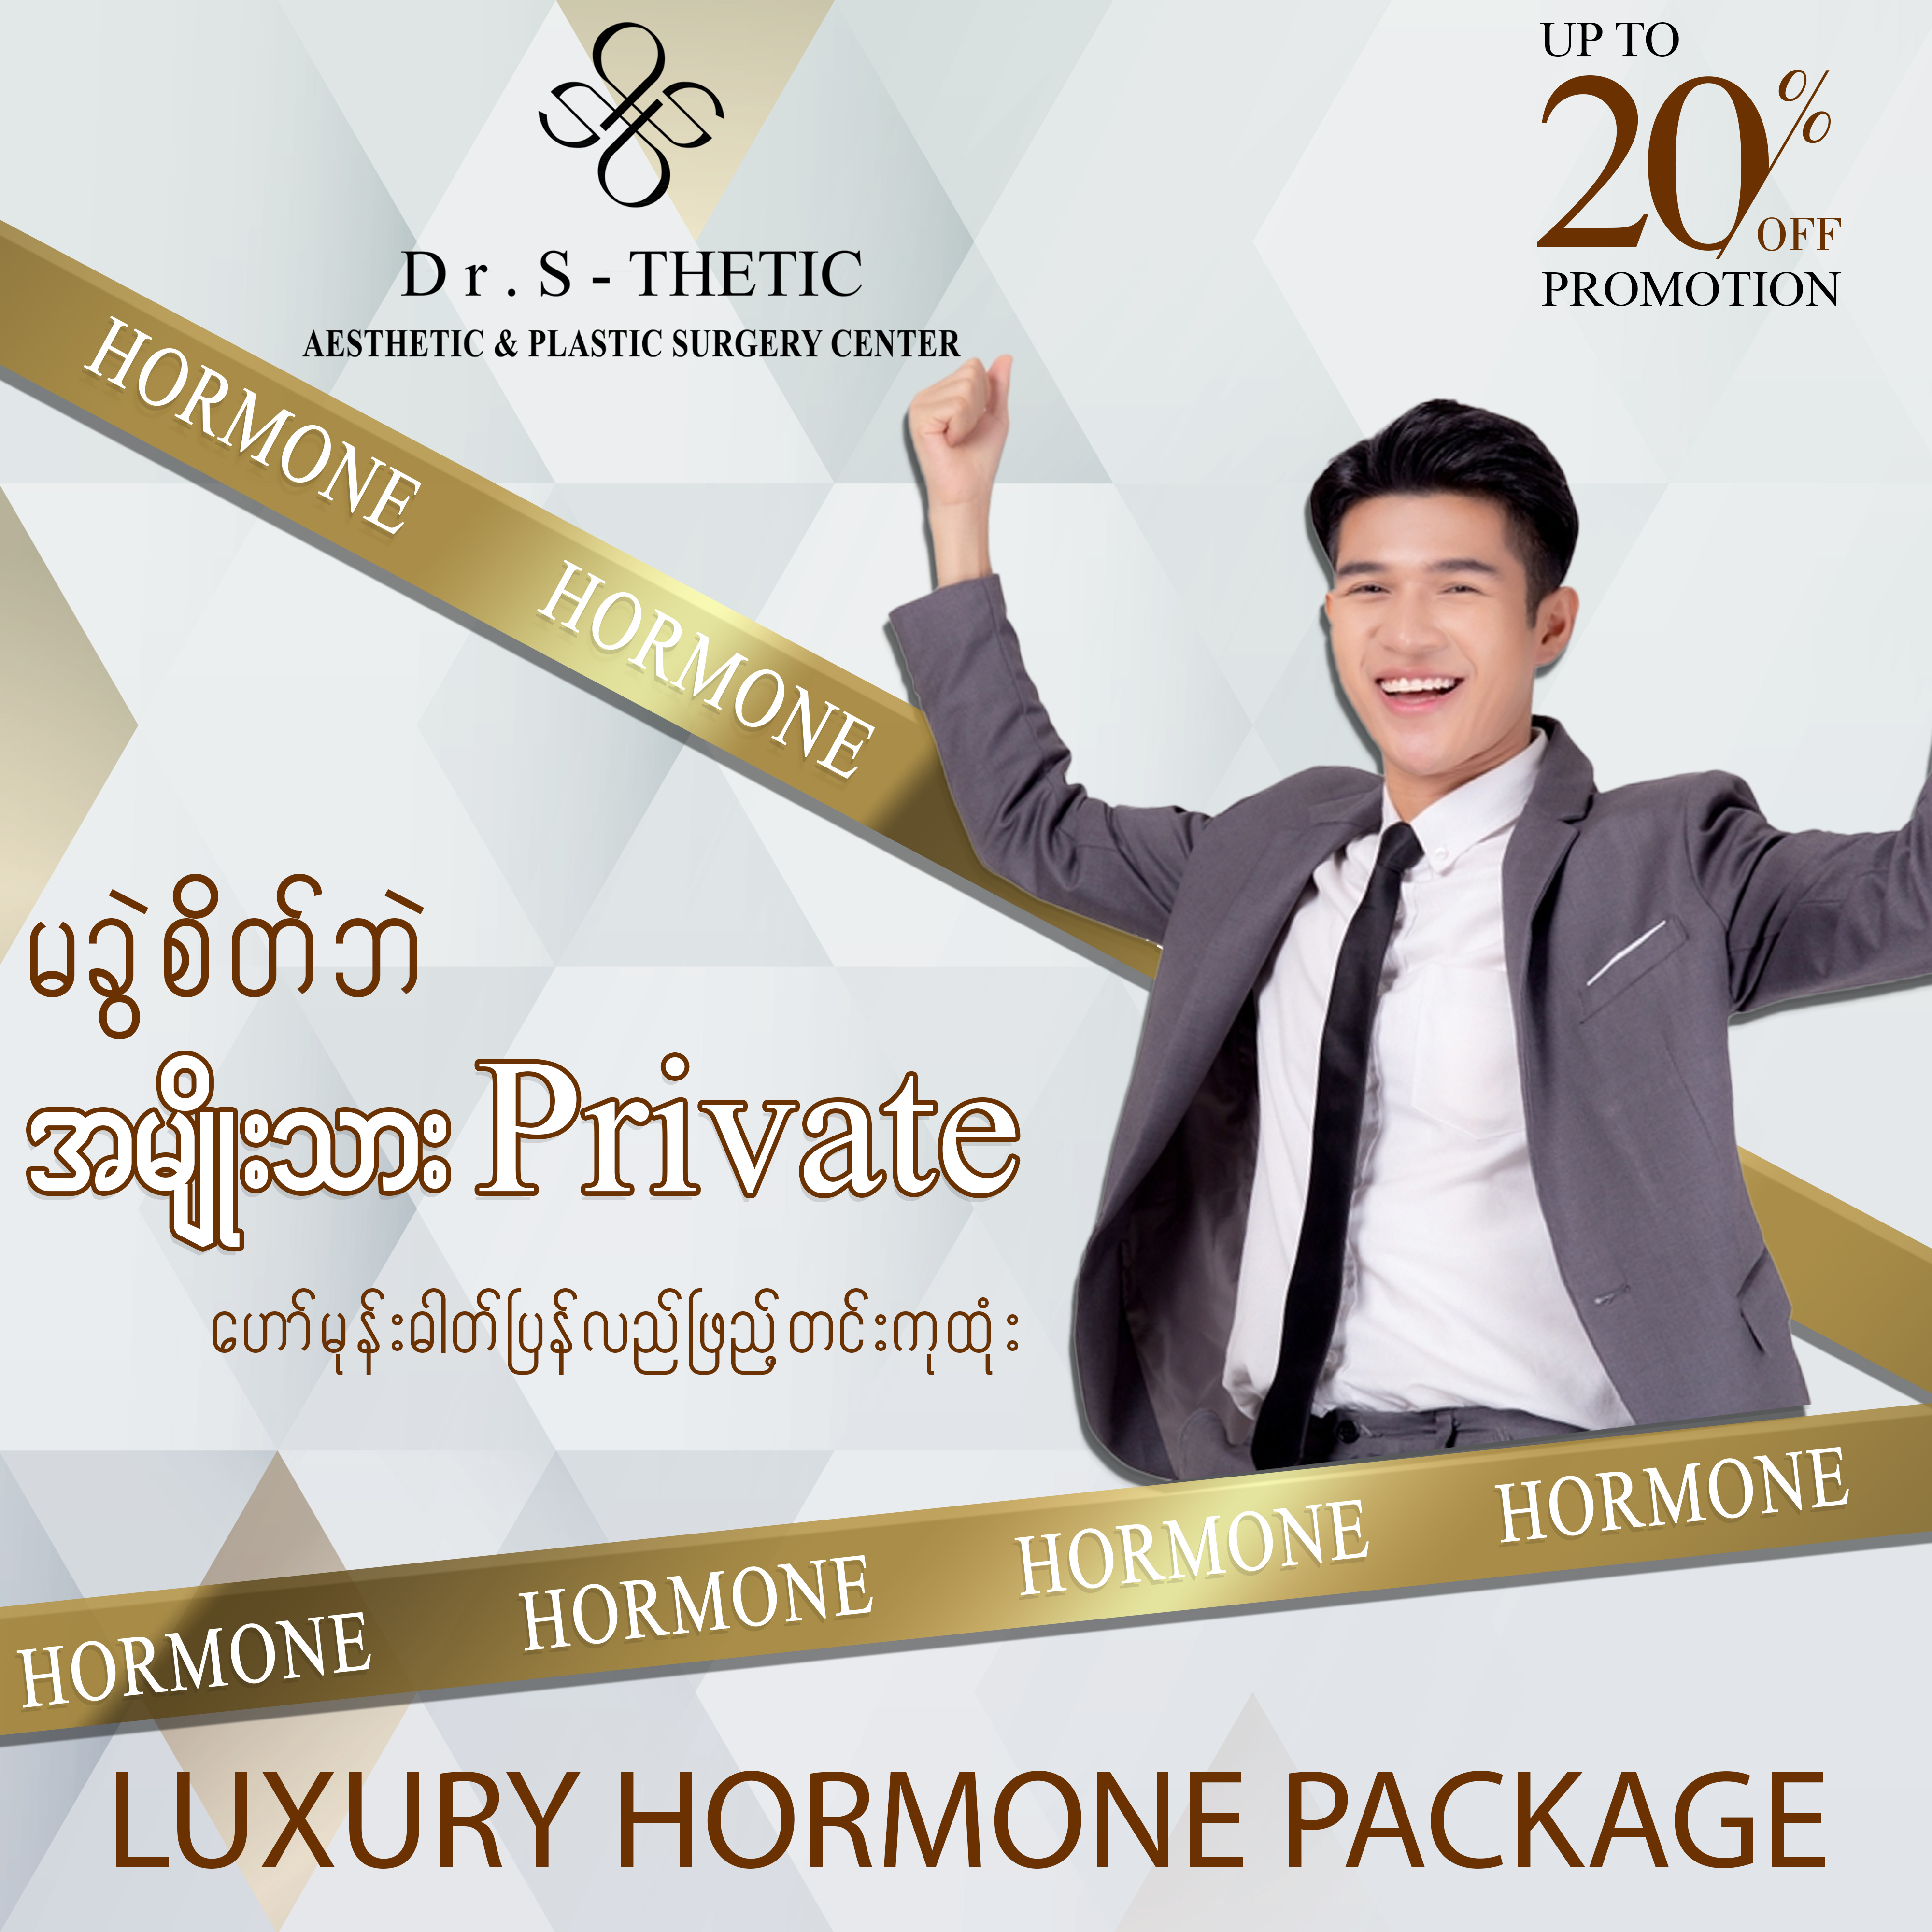 Dr. S - THETIC
AESTHETIC & PLASTIC SURGERY CENTER
UP TO
20%
OFF
PROMOTION
HORMONE
HORMONE
မခွဲစိတ်ဘဲ
အမျိုးသား Private
ဟော်မုန်းဓါတ်ပြန်လည်ဖြည့်တင်းကုထုံး
HORMONE HORMONE HORMONE HORMONE
LUXURY HORMONE PACKAGE